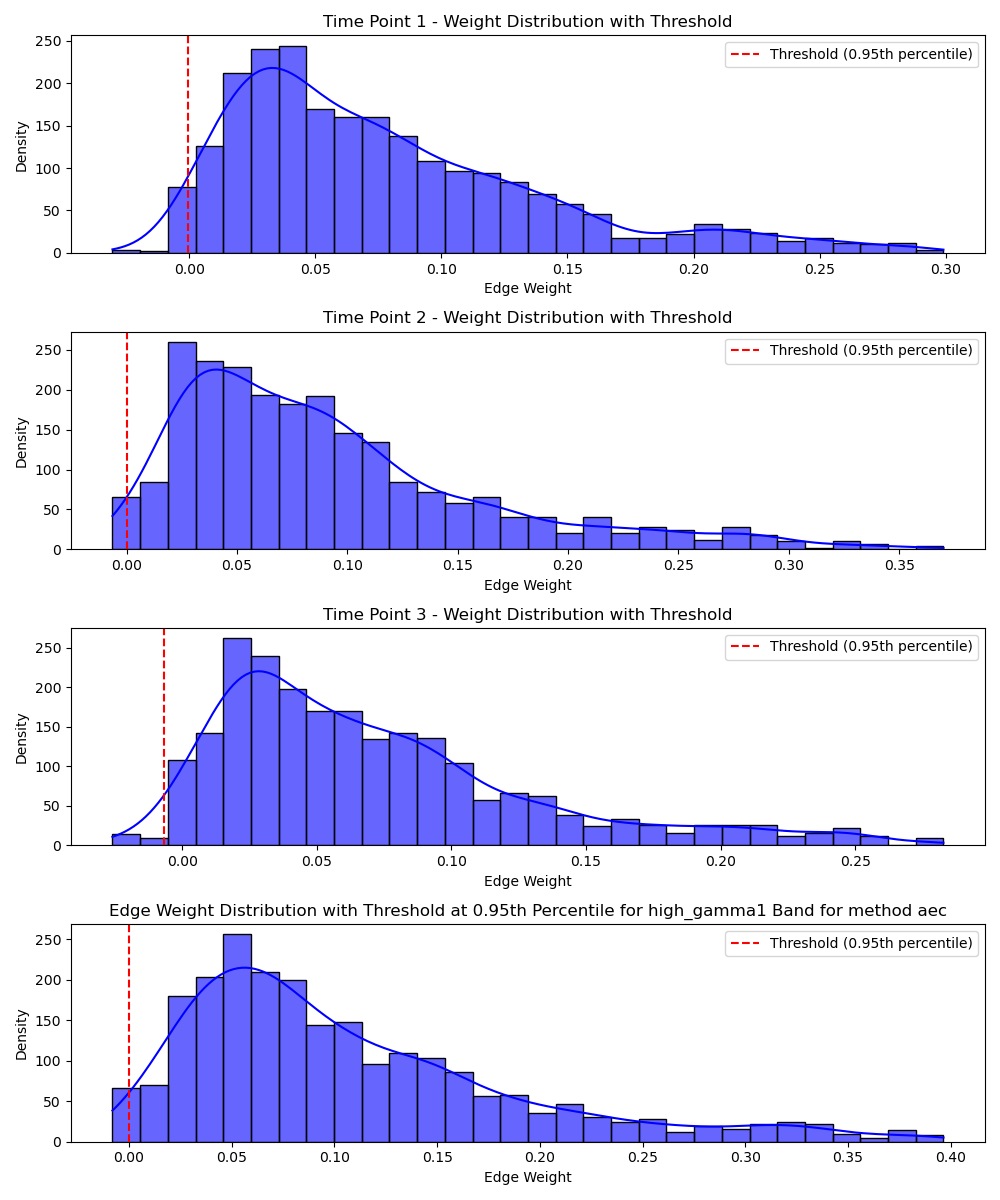 Time Point 1 - Weight Distribution with Threshold
Threshold (0.95th percentile)
Density
250
200
150
100
50
0
0.00 0.05 0.10 0.15 0.20 0.25 0.30
Edge Weight
Time Point 2 - Weight Distribution with Threshold
Threshold (0.95th percentile)
Density
250
200
150
100
50
0
0.00 0.05 0.10 0.15 0.20 0.25 0.30 0.35
Edge Weight
Time Point 3 - Weight Distribution with Threshold
Threshold (0.95th percentile)
Density
250
200
150
100
50
0
0.00 0.05 0.10 0.15 0.20 0.25
Edge Weight
Edge Weight Distribution with Threshold at 0.95th Percentile for high_gamma1 Band for method aec
Threshold (0.95th percentile)
Density
250
200
150
100
50
0
0.00 0.05 0.10 0.15 0.20 0.25 0.30 0.35 0.40
Edge Weight